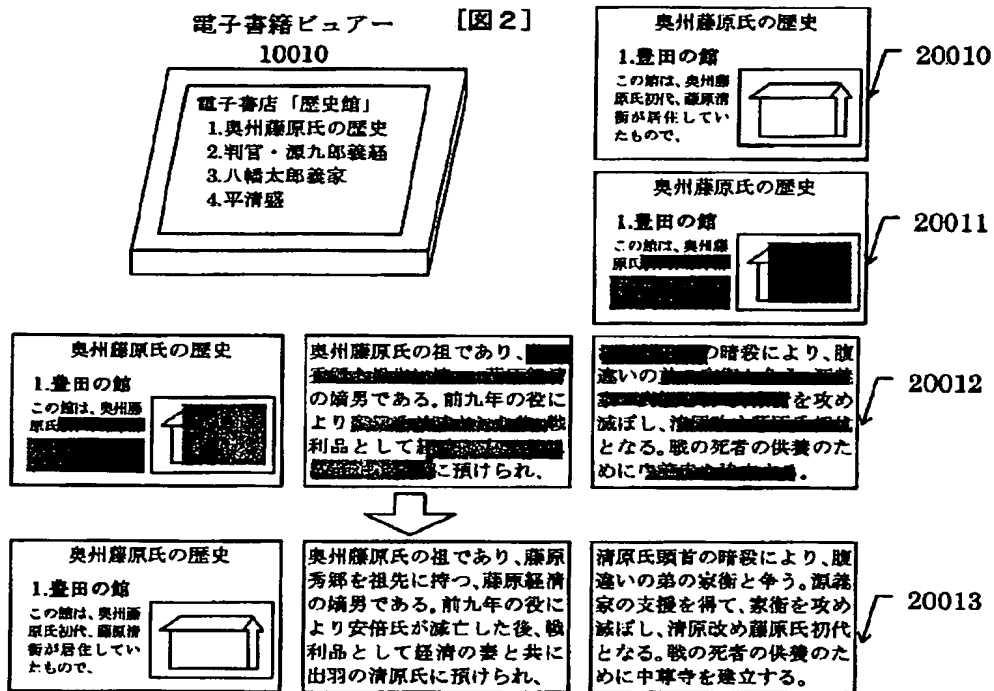 電子書籍ビュアー
10010
[図2]
電子書店「歴史館」
1.奥州藤原氏の歴史
2.判官・源九郎義経
3.八幡太郎義家
4.平清盛
奥州藤原氏の歴史
1.豊田の館
この館は、奥州藤
原氏初代、藤原清
衡が居住してい
たもので、
20010
奥州藤原氏の歴史
1.豊田の館
この館は、奥州藤
原氏
20011
奥州藤原氏の歴史
1.豊田の館
この館は、奥州藤
原氏
奥州藤原氏の祖であり、
の嫡男である。前九年の役に
より
利品として
に預けられ、
の暗殺により、腹
違いの
を攻め
滅ぼし、
となる。戦の死者の供養のた
めに
20012
奥州藤原氏の歴史
1.豊田の館
この館は、奥州藤
原氏初代、藤原清
衡が居住してい
たもので、
奥州藤原氏の祖であり、藤原
秀郷を祖先に持つ、藤原経清
の嫡男である。前九年の役に
より安倍氏が滅亡した後、戦
利品として経清の妻と共に
出羽の清原氏に預けられ、
清原氏頭首の暗殺により、腹
違いの弟の家衡と争う。源義
家の支援を得て、家衡を攻め
滅ぼし、清原改め藤原氏初代
となる。戦の死者の供養のた
めに中尊寺を建立する。
20013